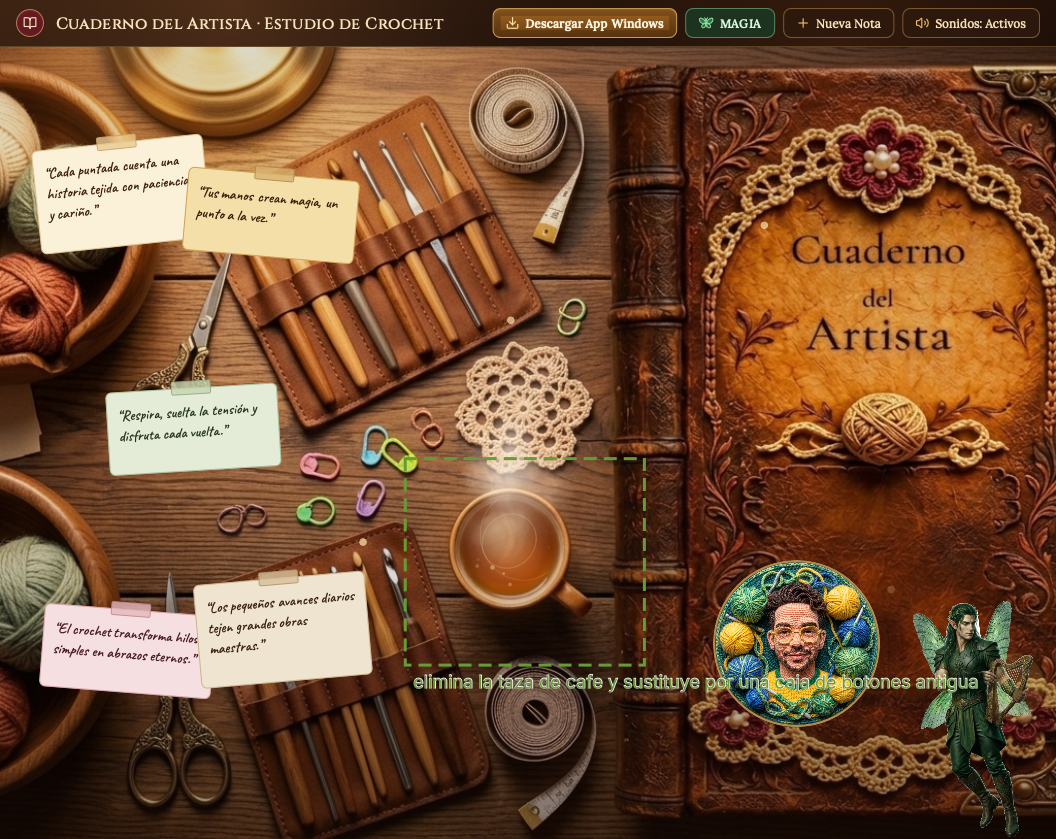 Cuaderno del Artista · Estudio de Crochet
Descargar App Windows
MAGIA
Nueva Nota
Sonidos: Activos
“Cada puntada cuenta una
historia tejida con paciencia
y cariño.”
“Tus manos crean magia, un
punto a la vez.”
Cuaderno
del
Artista
“Respira, suelta la tensión y
disfruta cada vuelta.”
“El crochet transforma hilos
simples en abrazos eternos.”
“Los pequeños avances diarios
tejen grandes obras
maestras.”
elimina la taza de cafe y sustituye por una caja de botones antigua